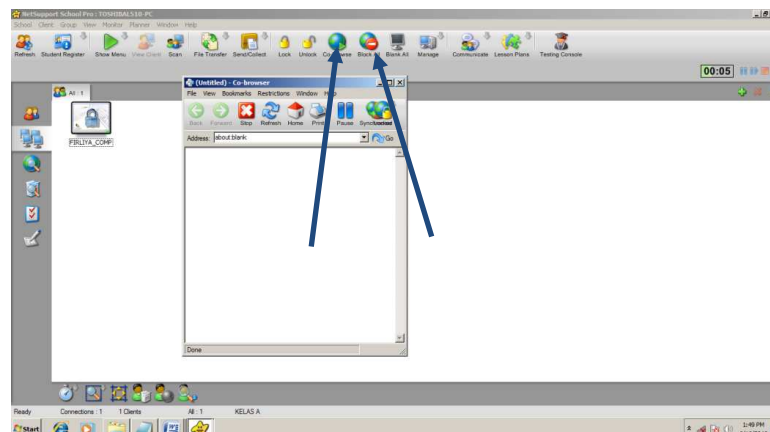 NetSupport School Pro : TOSHIBAL510-PC
School Client Group View Monitor Planner Window Help
Refresh Student Register Show Menu View Client Scan File Transfer Send/Collect Lock Unlock Co-Browse Block All Blank All Manage Communicate Lesson Plans Testing Console
00:05
All : 1
FIRLIYA_COMP
(Untitled) - Co-browser
File View Bookmarks Restrictions Window Help
Back Forward Stop Refresh Home Print Pause
Address: about:blank Go
Done
Ready Connections : 1 1 Clients All : 1 KELAS A
Start 1:49 PM